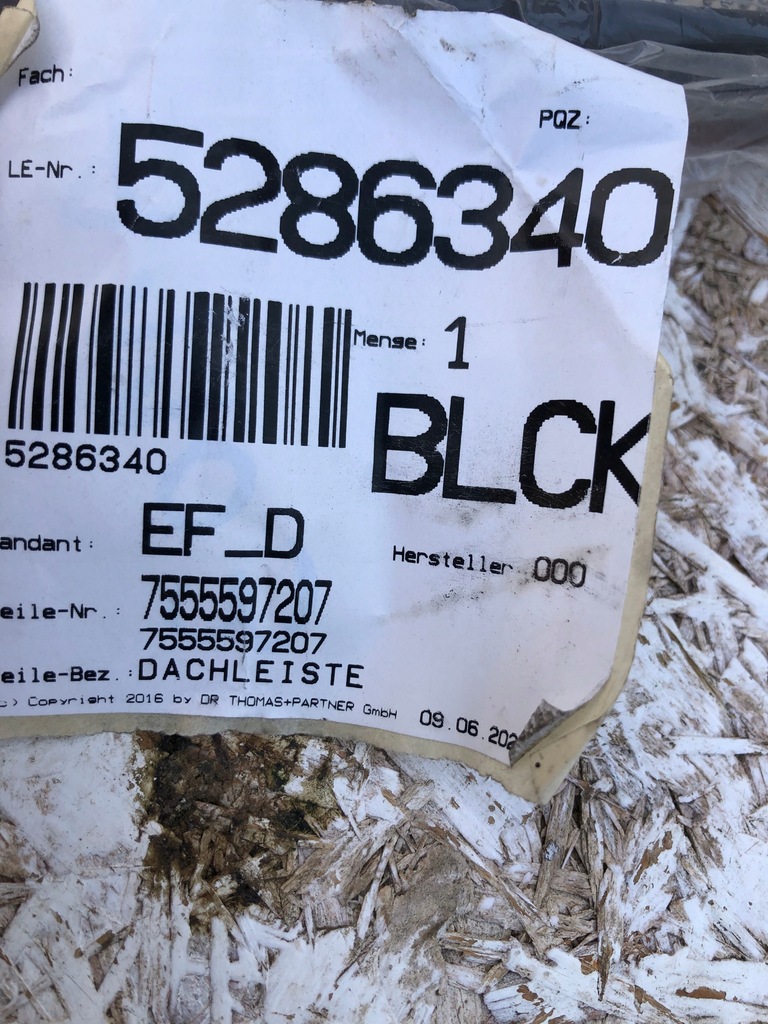 Fach:
PQZ:
LE-Nr.: 5286340
Menge: 1
5286340
BLCK
andant: EF_D
Hersteller 000
eile-Nr.: 7555597207
7555597207
eile-Bez.: DACHLEISTE
c) Copyright 2016 by DR THOMAS+PARTNER GmbH 09.06.202